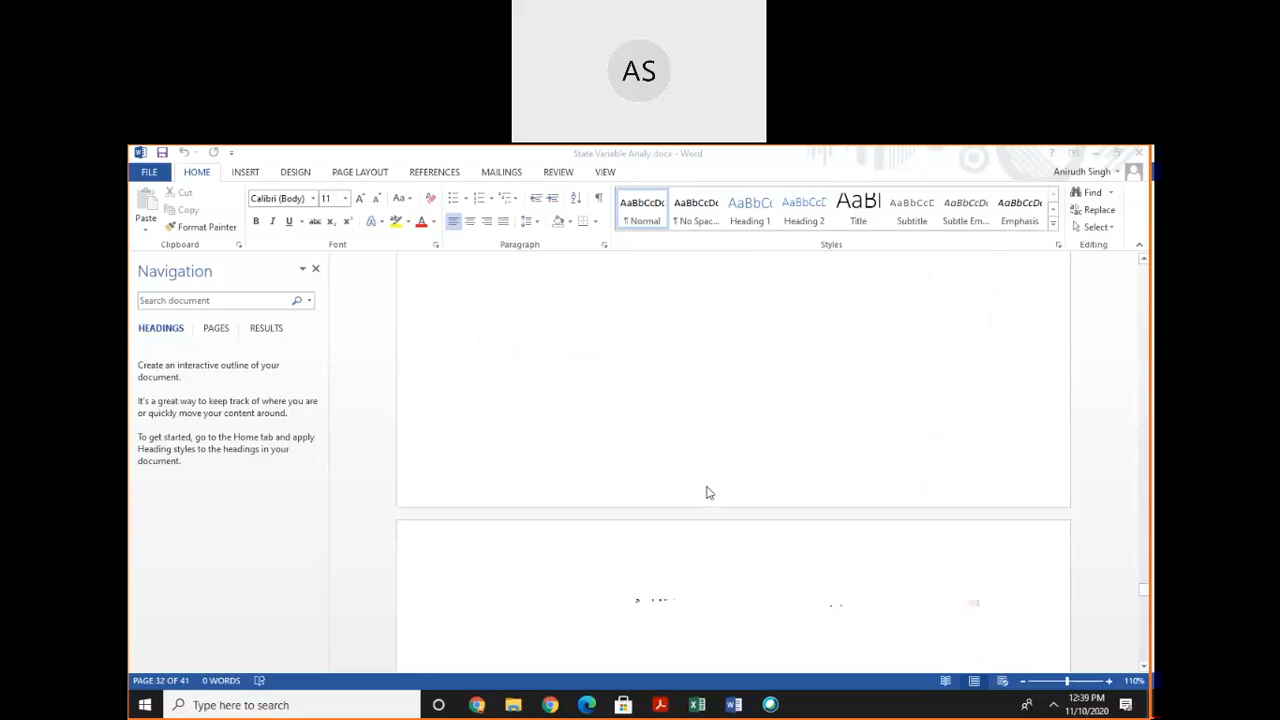 AS
State Variable Analy.docx - Word
FILE HOME INSERT DESIGN PAGE LAYOUT REFERENCES MAILINGS REVIEW VIEW Anirudh Singh
Paste
Cut
Copy
Format Painter
Clipboard
Calibri (Body) 11
Font
Paragraph
AaBbCcDc AaBbCcDc AaBbCc AaBbCcD AaBl AaBbCcD AaBbCcDc AaBbCcDc
¶ Normal ¶ No Spac... Heading 1 Heading 2 Title Subtitle Subtle Em... Emphasis
Styles
Find
Replace
Select
Editing
Navigation
Search document
HEADINGS PAGES RESULTS
Create an interactive outline of your
document.
It's a great way to keep track of where you are
or quickly move your content around.
To get started, go to the Home tab and apply
Heading styles to the headings in your
document.
PAGE 32 OF 41 0 WORDS 110%
Type here to search
12:39 PM
11/10/2020